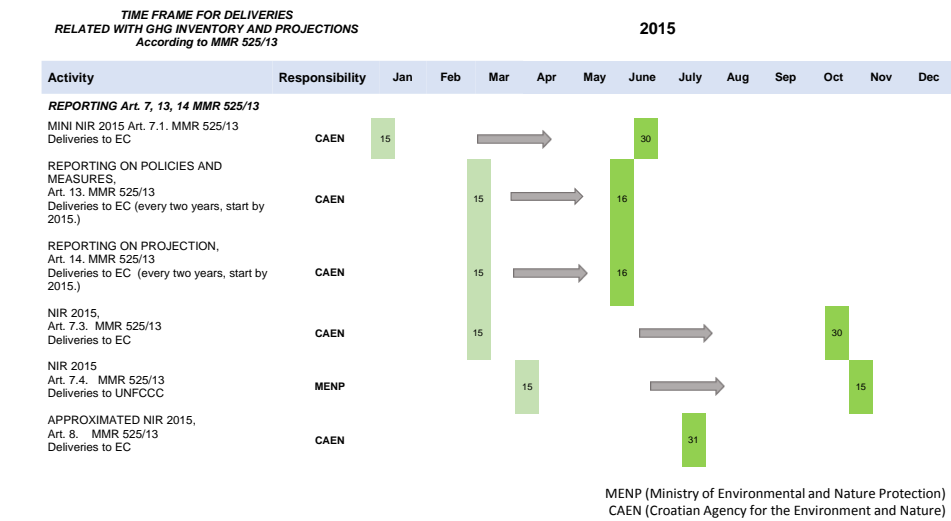 TIME FRAME FOR DELIVERIES
RELATED WITH GHG INVENTORY AND PROJECTIONS
According to MMR 525/13
2015
Activity Responsibility Jan Feb Mar Apr May June July Aug Sep Oct Nov Dec
REPORTING Art. 7, 13, 14 MMR 525/13
MINI NIR 2015 Art. 7.1. MMR 525/13
Deliveries to EC
CAEN 15 30
REPORTING ON POLICIES AND
MEASURES,
Art. 13. MMR 525/13
Deliveries to EC (every two years, start by
2015.)
CAEN 15 16
REPORTING ON PROJECTION,
Art. 14. MMR 525/13
Deliveries to EC (every two years, start by
2015.)
CAEN 15 16
NIR 2015,
Art. 7.3. MMR 525/13
Deliveries to EC
CAEN 15 30
NIR 2015
Art. 7.4. MMR 525/13
Deliveries to UNFCCC
MENP 15 15
APPROXIMATED NIR 2015,
Art. 8. MMR 525/13
Deliveries to EC
CAEN 31
MENP (Ministry of Environmental and Nature Protection)
CAEN (Croatian Agency for the Environment and Nature)